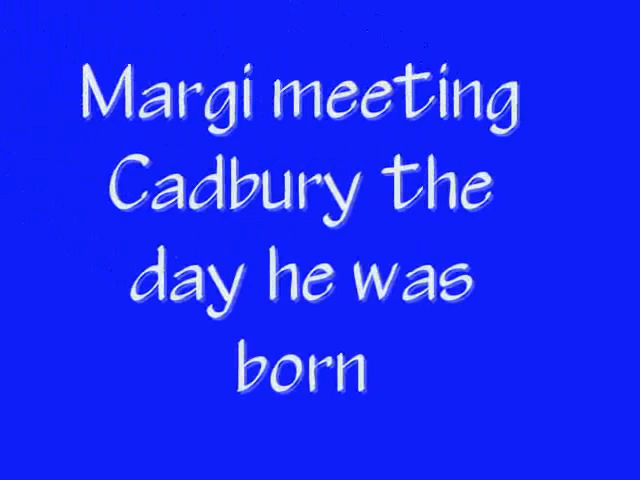 Margi meeting
Cadbury the
day he was
born